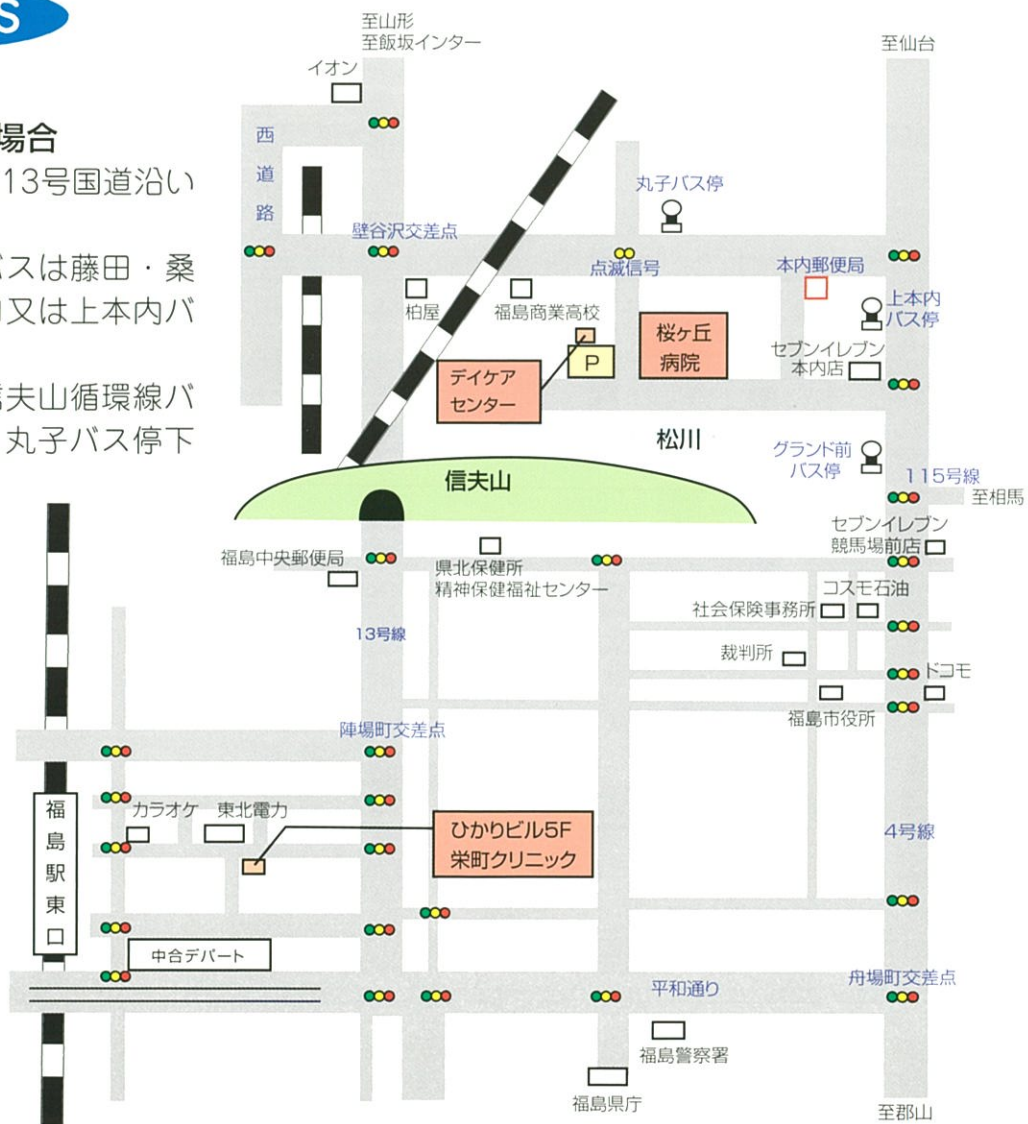 S
場合
13号国道沿い
バスは藤田・桑
又は上本内バ
信夫山循環線バ
丸子バス停下
至山形
至飯坂インター
至仙台
イオン
西道路
丸子バス停
壁谷沢交差点
点滅信号
本内郵便局
柏屋
福島商業高校
上本内
バス停
P
桜ヶ丘
病院
セブンイレブン
本内店
デイケア
センター
松川
信夫山
グランド前
バス停
115号線
至相馬
セブンイレブン
競馬場前店
福島中央郵便局
県北保健所
精神保健福祉センター
コスモ石油
社会保険事務所
13号線
裁判所
ドコモ
福島市役所
陣場町交差点
カラオケ
東北電力
福島駅東口
ひかりビル5F
栄町クリニック
4号線
中合デパート
平和通り
舟場町交差点
福島警察署
福島県庁
至郡山